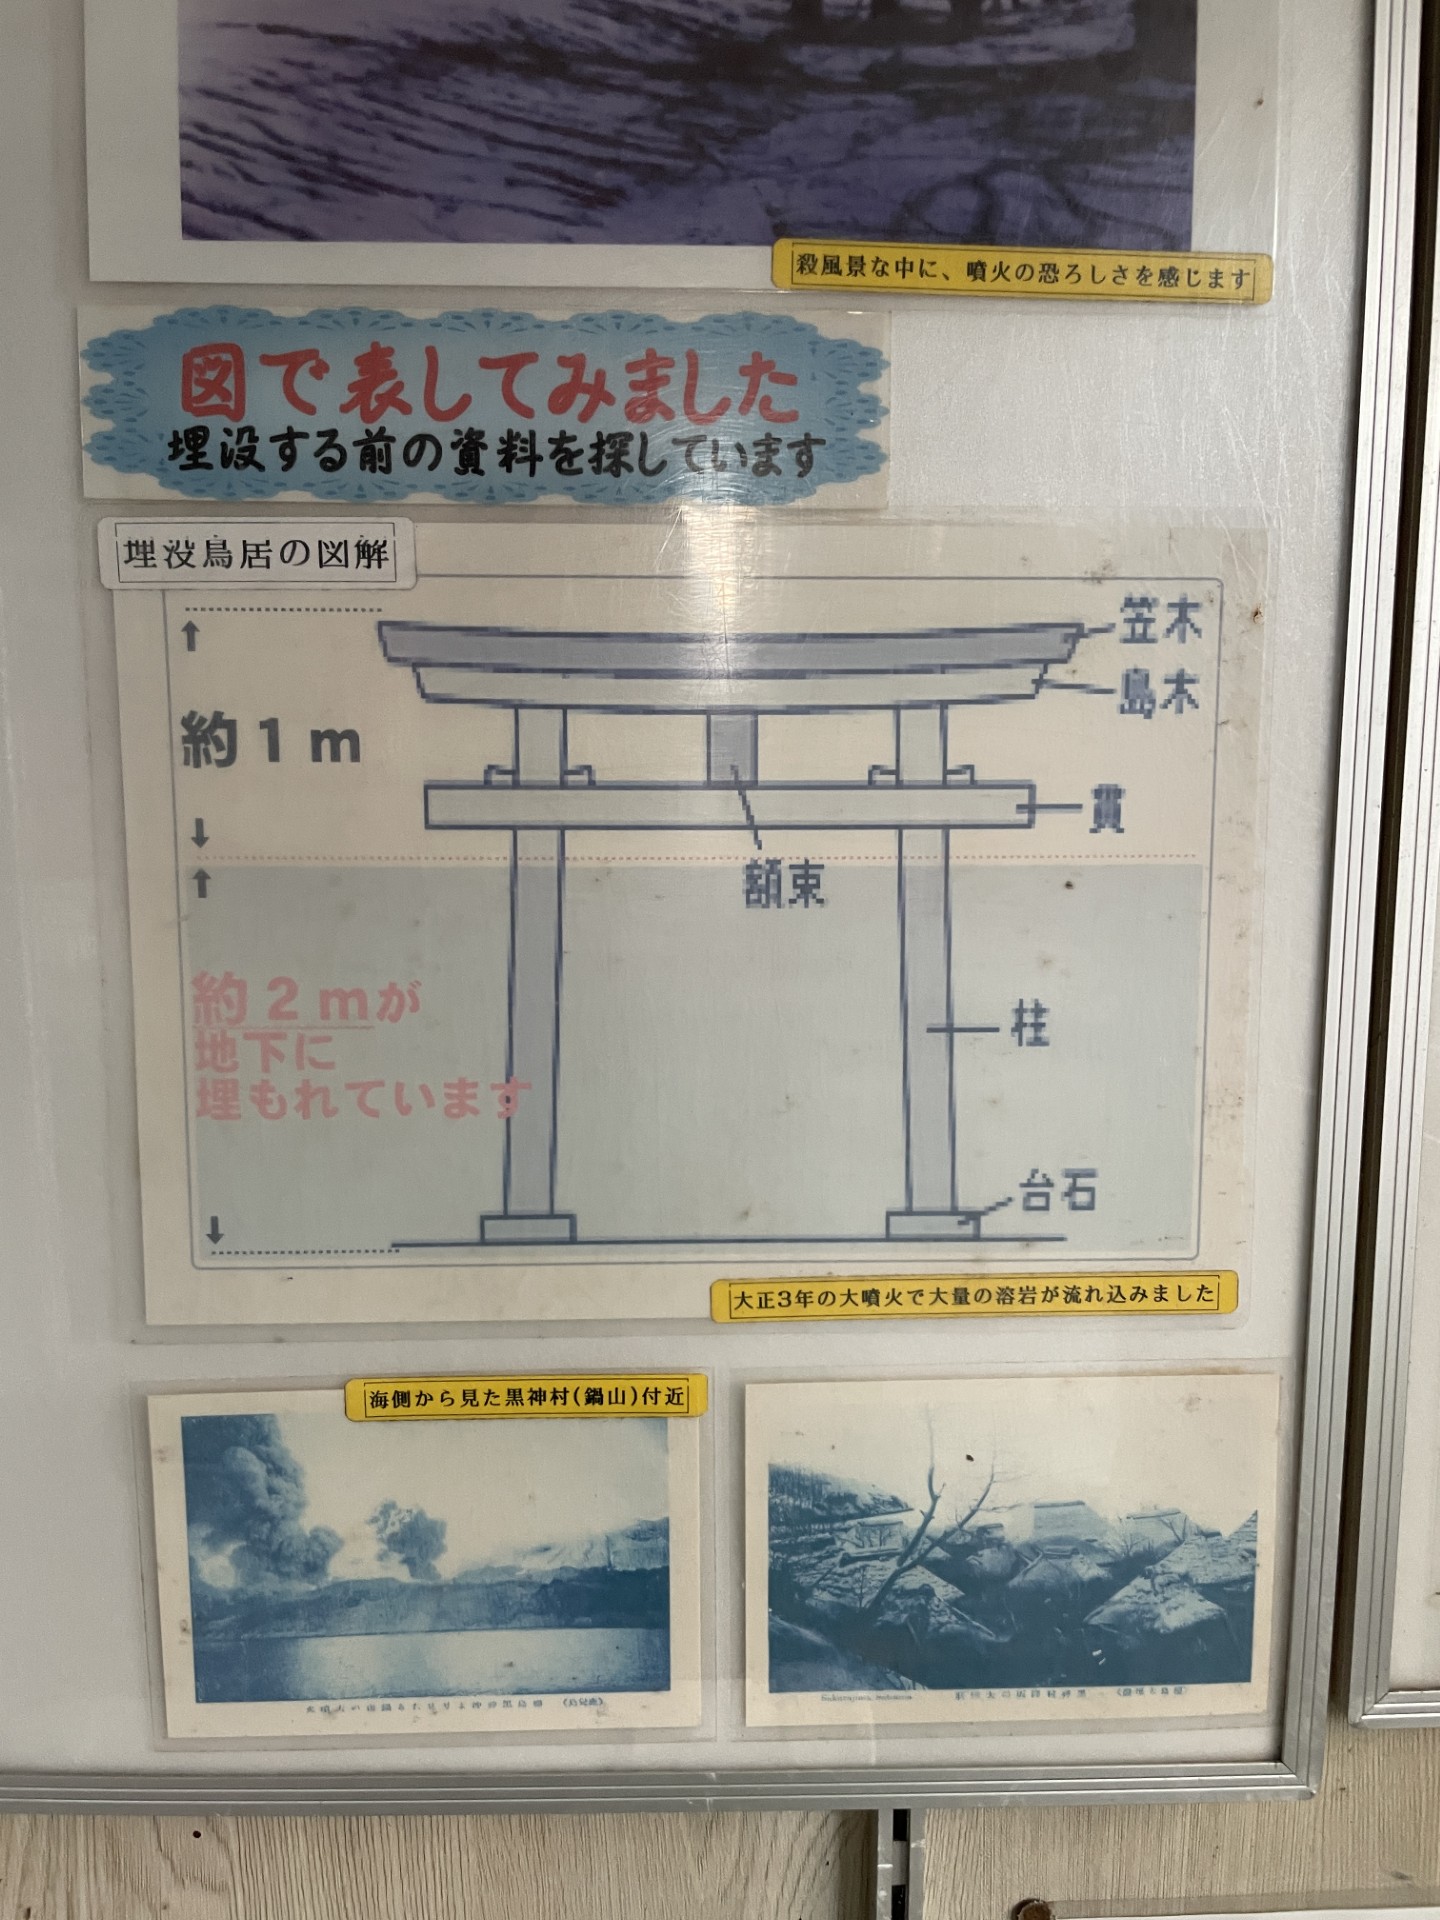 殺風景な中に、噴火の恐ろしさを感じます
図で表してみました
埋没する前の資料を探しています
埋没鳥居の図解
笠木
島木
約1m
貫
額束
約2mが
地下に
埋もれています
柱
台石
大正3年の大噴火で大量の溶岩が流れ込みました
海側から見た黒神村(鍋山)付近